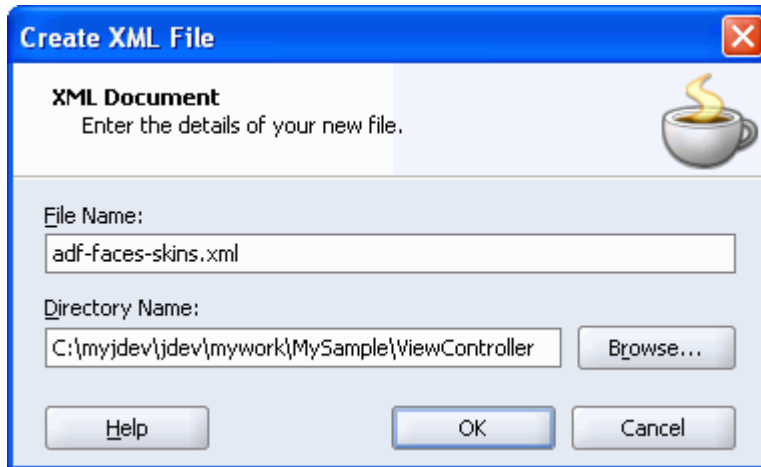 Create XML File
XML Document
Enter the details of your new file.
File Name:
adf-faces-skins.xml
Directory Name:
C:\myjdev\jdev\mywork\MySample\ViewController
Browse...
Help
OK
Cancel